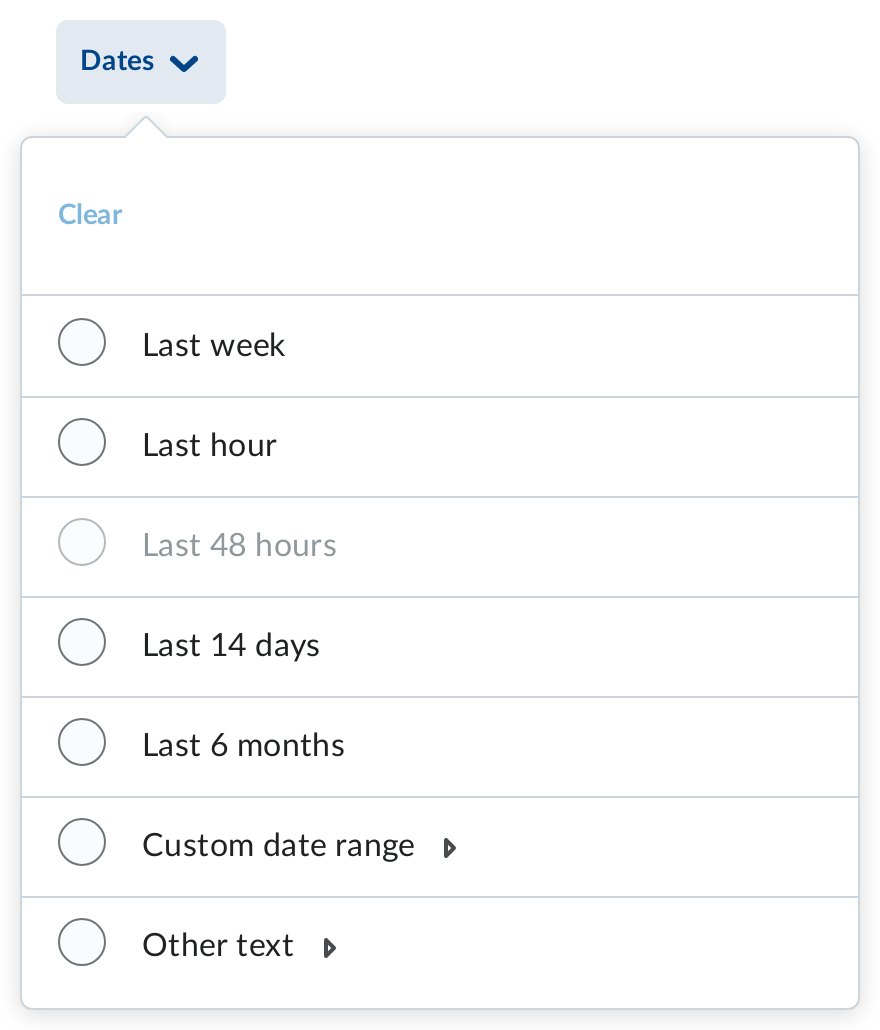 Dates
Clear
Last week
Last hour
Last 48 hours
Last 14 days
Last 6 months
Custom date range
Other text